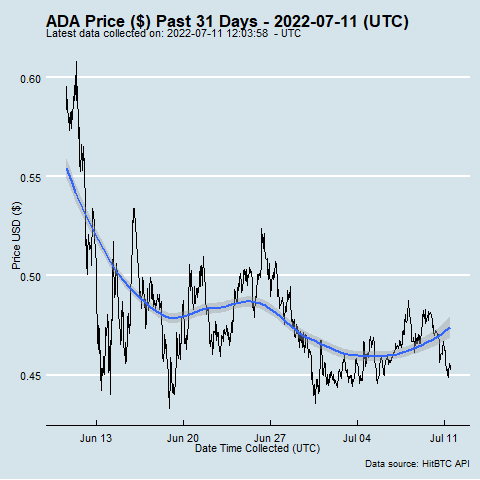 ADA Price ($) Past 31 Days - 2022-07-11 (UTC)
Latest data collected on: 2022-07-11 12:03:58 - UTC
Price USD ($)
0.60
0.55
0.50
0.45
Jun 13 Jun 20 Jun 27 Jul 04 Jul 11
Date Time Collected (UTC)
Data source: HitBTC API